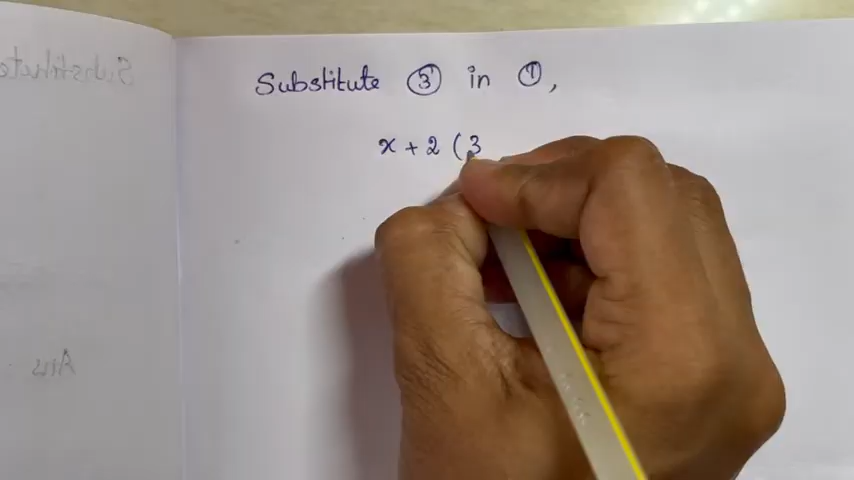 Substitute ③ in ①,
x + 2 (3